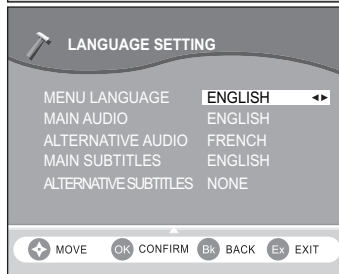 LANGUAGE SETTING
MENU LANGUAGE ENGLISH
MAIN AUDIO ENGLISH
ALTERNATIVE AUDIO FRENCH
MAIN SUBTITLES ENGLISH
ALTERNATIVE SUBTITLES NONE
MOVE OK CONFIRM Bk BACK Ex EXIT